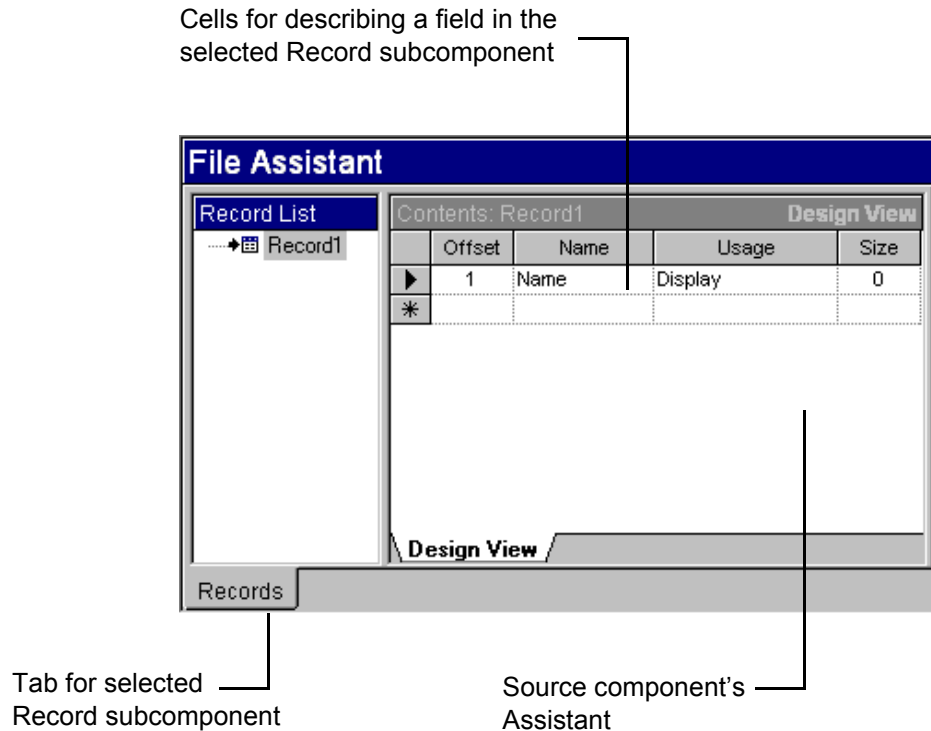 Cells for describing a field in the
selected Record subcomponent
File Assistant
Record List
Contents: Record1 Design View
Record1
Offset Name Usage Size
1 Name Display 0
Design View
Records
Tab for selected
Record subcomponent
Source component’s
Assistant